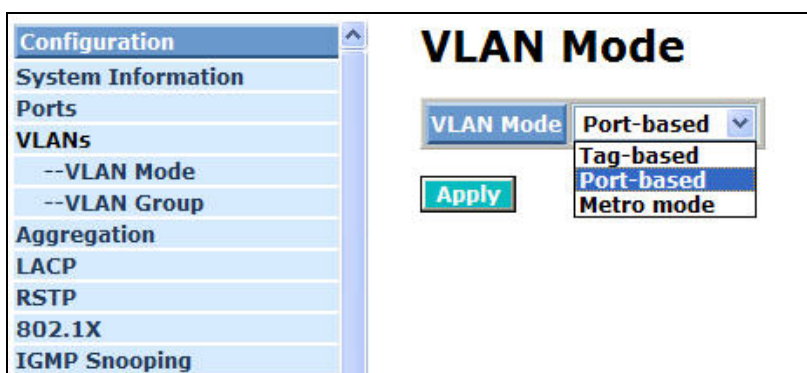 Configuration
System Information
Ports
VLANs
--VLAN Mode
--VLAN Group
Aggregation
LACP
RSTP
802.1X
IGMP Snooping
VLAN Mode
VLAN Mode Port-based
Tag-based
Port-based
Metro mode
Apply